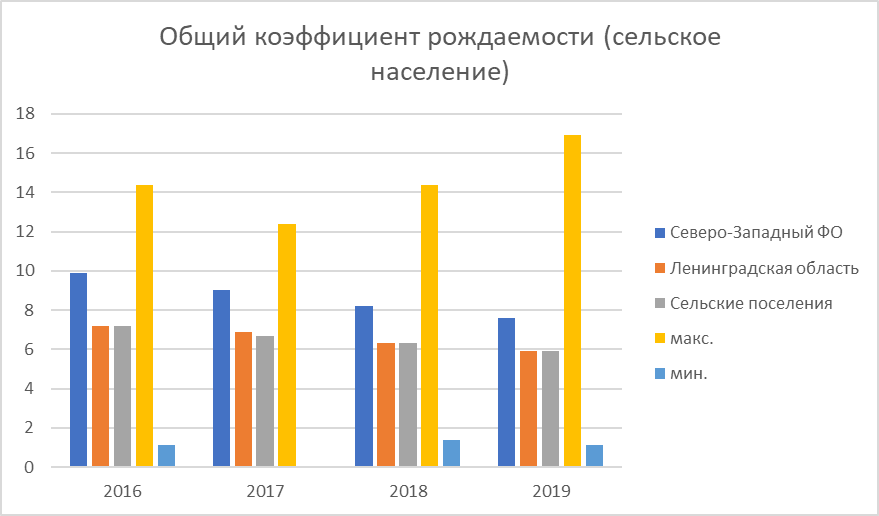 Общий коэффициент рождаемости (сельское
население)
18
16
14
12
10
8
6
4
2
0
2016 2017 2018 2019
Северо-Западный ФО
Ленинградская область
Сельские поселения
макс.
мин.